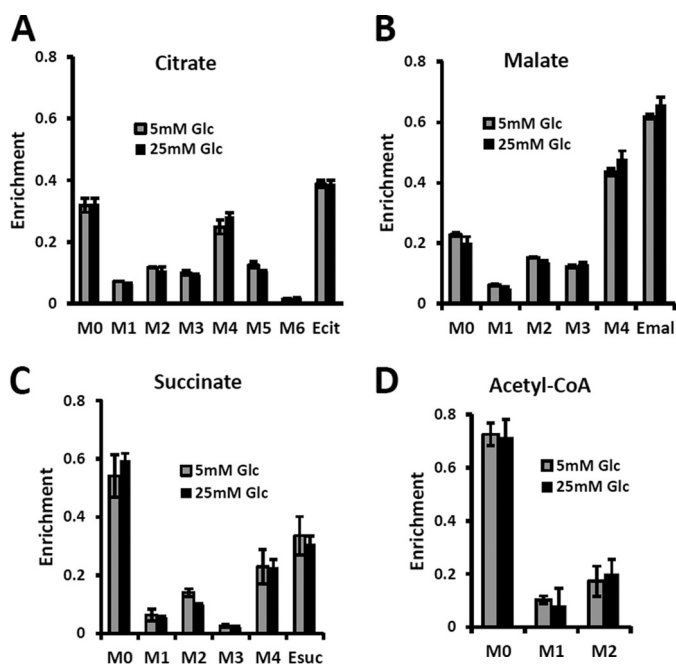 A
Citrate
Enrichment
0.8
0.6
0.4
0.2
0
5mM Glc
25mM Glc
M0 M1 M2 M3 M4 M5 M6 Ecit
B
Malate
Enrichment
0.8
0.6
0.4
0.2
0
5mM Glc
25mM Glc
M0 M1 M2 M3 M4 Emal
C
Succinate
Enrichment
0.8
0.6
0.4
0.2
0
5mM Glc
25mM Glc
M0 M1 M2 M3 M4 Esuc
D
Acetyl-CoA
Enrichment
0.8
0.6
0.4
0.2
0
5mM Glc
25mM Glc
M0 M1 M2